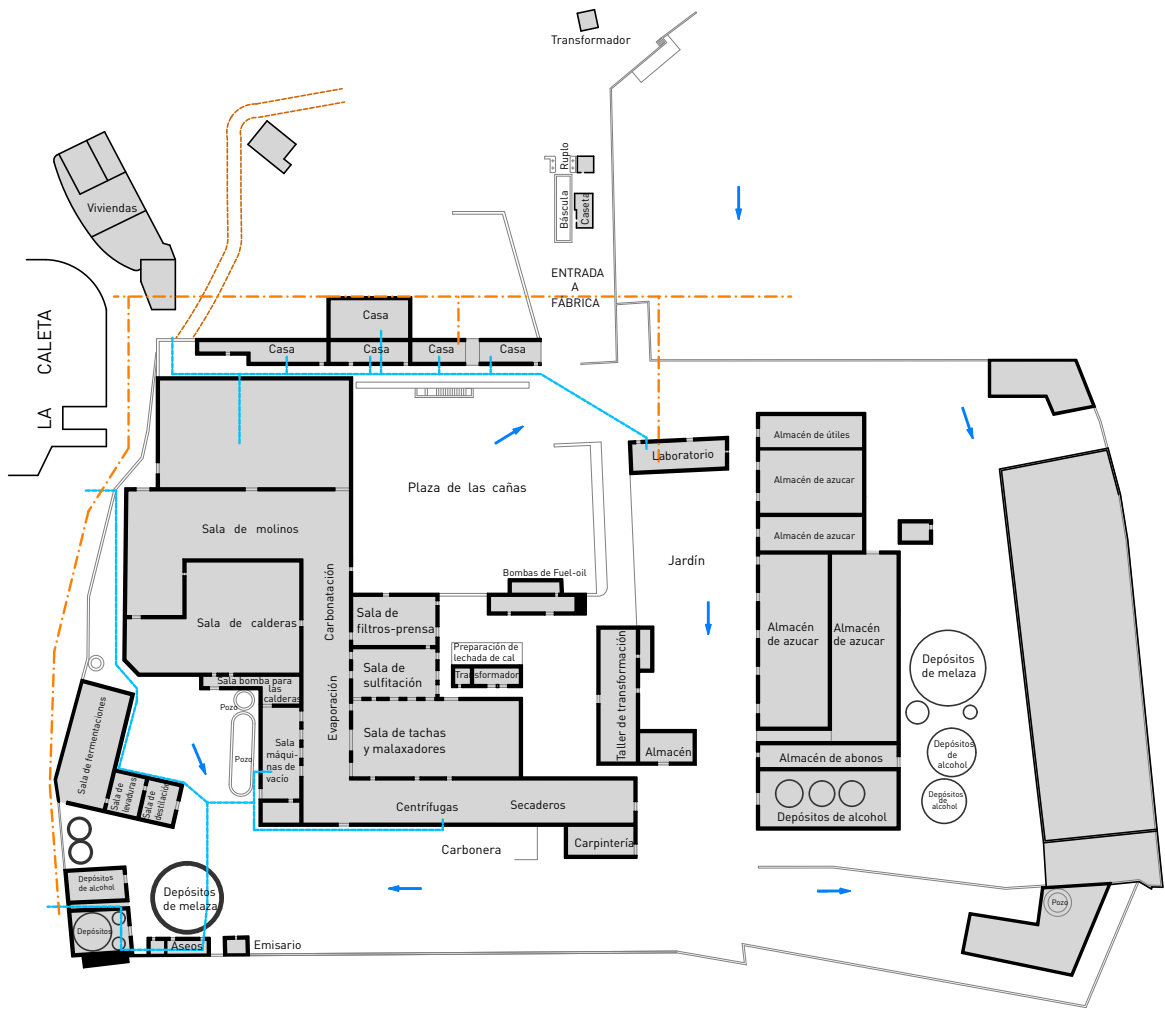 Transformador
Ruplo
Báscula
Caseta
Viviendas
ENTRADA
A
FÁBRICA
LA CALETA
Casa
Casa
Casa
Casa
Casa
Laboratorio
Plaza de las cañas
Sala de molinos
Almacén de útiles
Almacén de azucar
Almacén de azucar
Jardín
Bombas de Fuel-oil
Carbonatación
Sala de
filtros-prensa
Sala de calderas
Almacén
de azucar
Almacén
de azucar
Preparación de
lechada de cal
Transformador
Sala de
sulfitación
Sala bomba para
las
calderas
Depósitos
de melaza
Taller de transformación
Evaporación
Pozo
Pozo
Sala de fermentaciones
Sala de tachas
y malaxadores
Sala
máqui-
nas de
vacío
Almacén
Depósitos
de
alcohol
Almacén de abonos
Sala de
levaduras
Sala de
destilación
Depósitos
de
alcohol
Centrífugas
Secaderos
Depósitos de alcohol
Carbonera
Carpintería
Depósitos
de alcohol
Depósitos
de melaza
Pozo
Depósitos
Aseos
Emisario